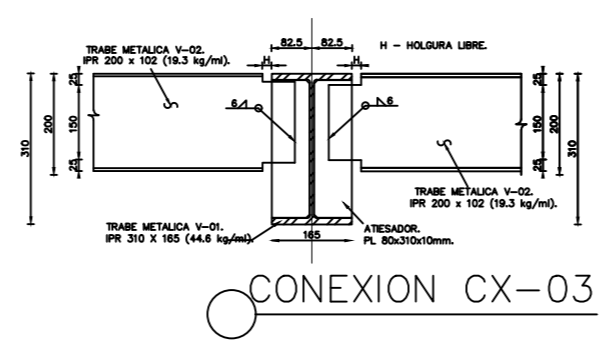 82.5
82.5
H - HOLGURA LIBRE.
TRABE METALICA V-02.
IPR 200 x 102 (19.3 kg/ml).
H
H
25
150
25
200
310
6
6
25
150
25
200
310
TRABE METALICA V-02.
IPR 200 x 102 (19.3 kg/ml).
TRABE METALICA V-01.
IPR 310 X 165 (44.6 kg/ml).
165
ATIESADOR.
PL 80x310x10mm.
CONEXION CX-03